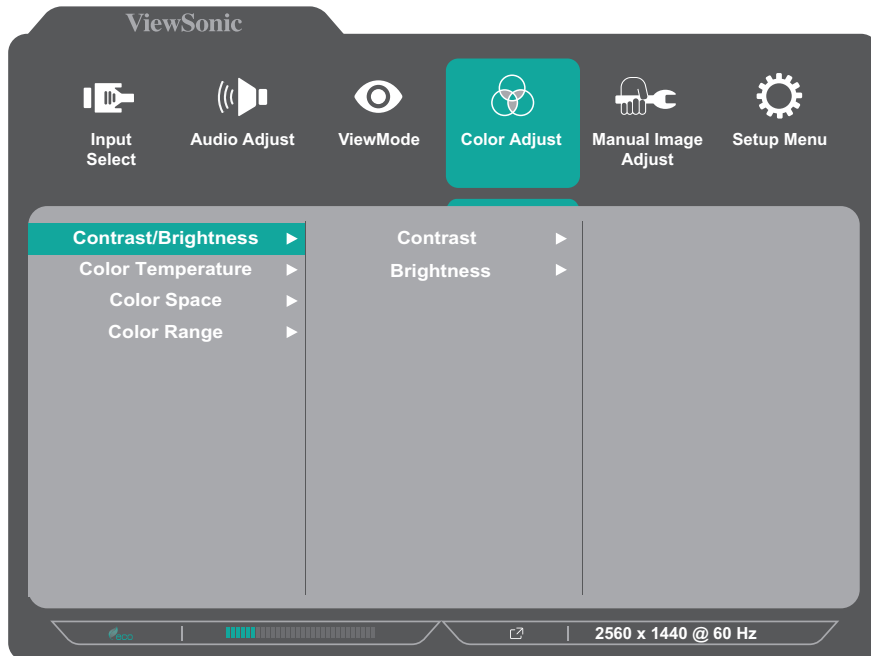 ViewSonic
Input
Select
Audio Adjust
ViewMode
Color Adjust
Manual Image
Adjust
Setup Menu
Contrast/Brightness
Contrast
Color Temperature
Brightness
Color Space
Color Range
eco
2560 x 1440 @ 60 Hz